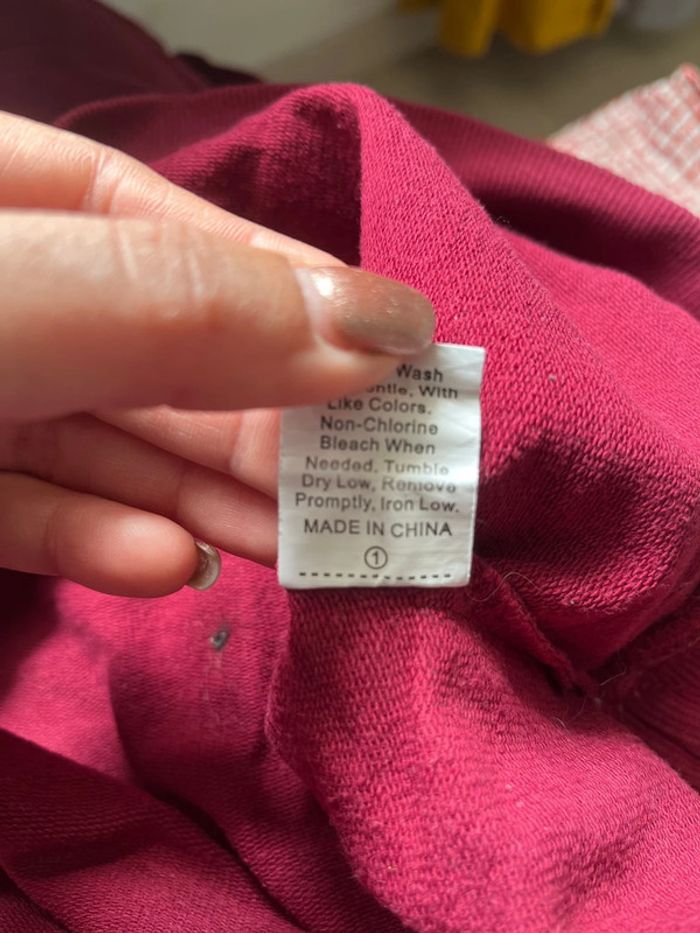 Wash
With
Like Colors.
Non-Chlorine
Bleach When
Needed, Tumble
Dry Low, Remove
Promptly, Iron Low.
MADE IN CHINA
1